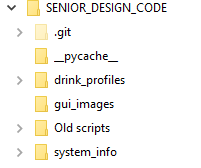 SENIOR_DESIGN_CODE
.git
__pycache__
drink_profiles
gui_images
Old scripts
system_info